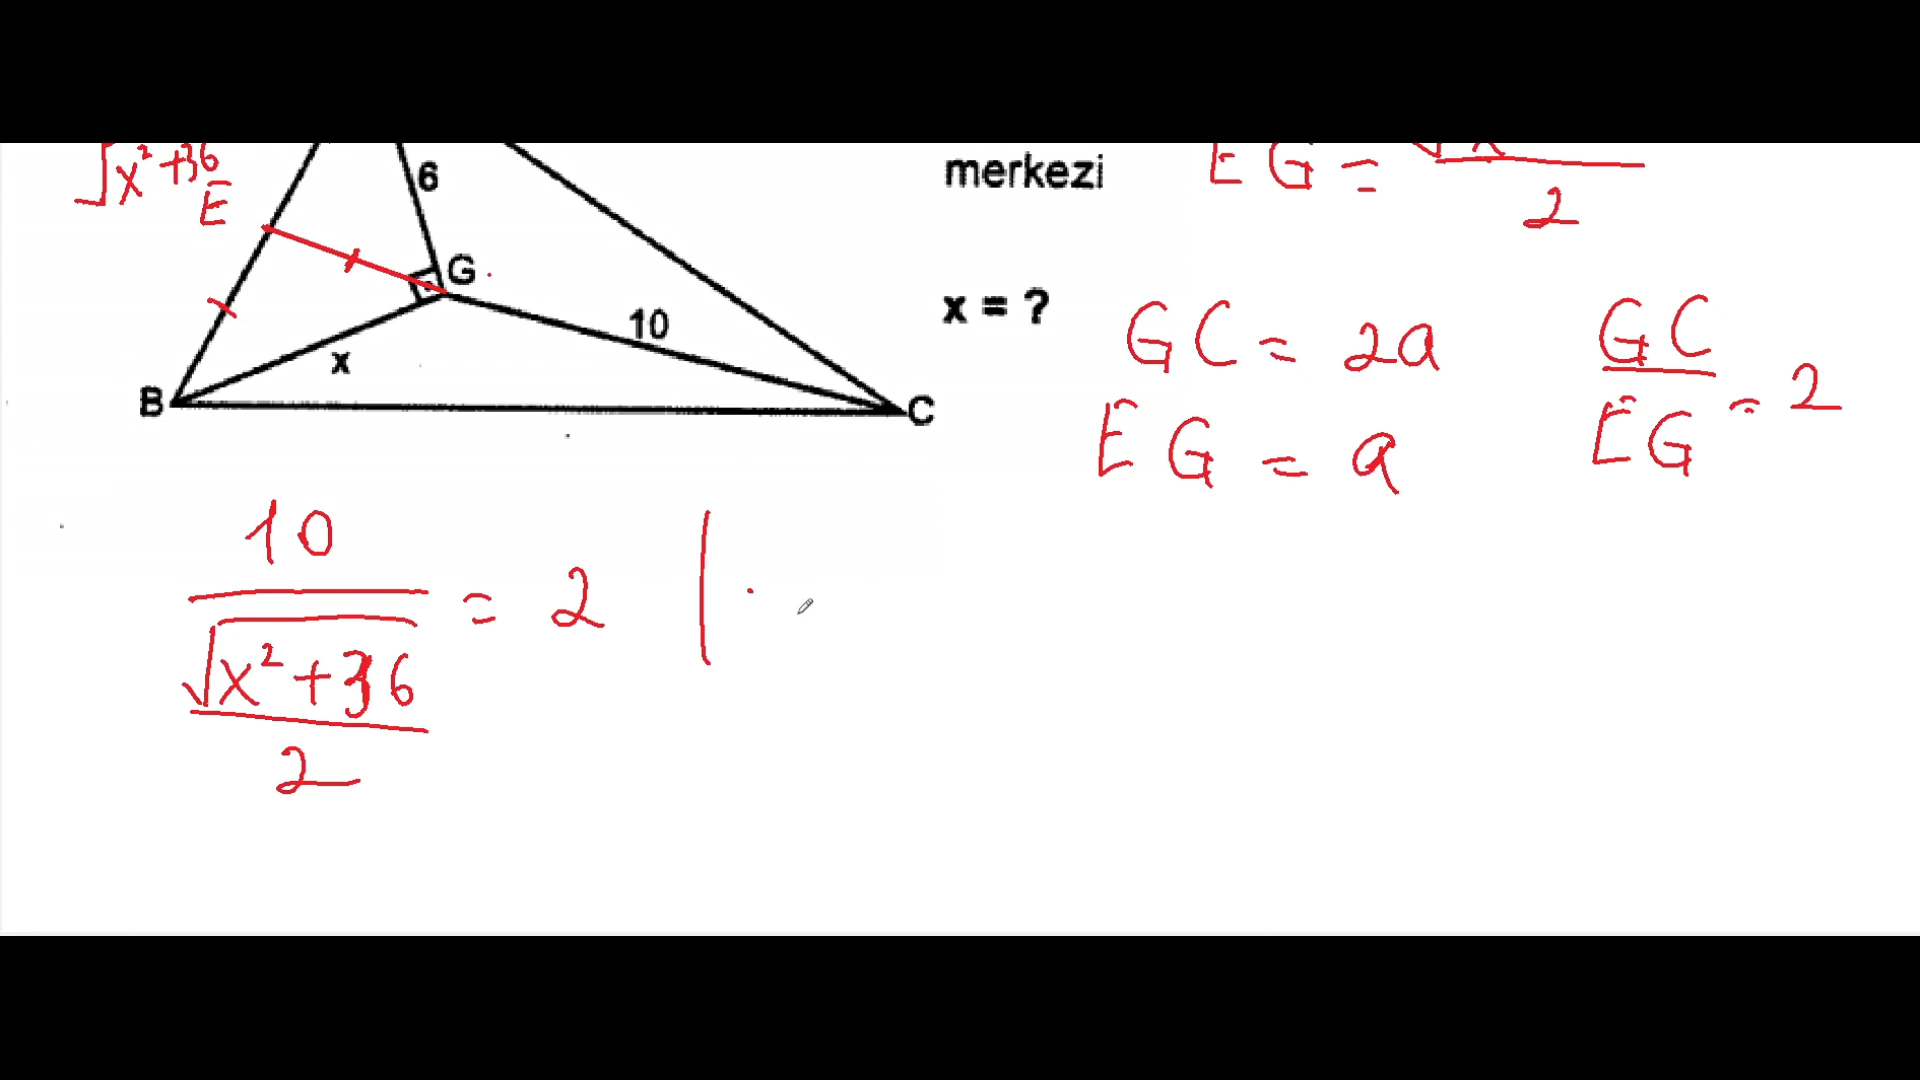 √x²+36
E
6
G
10
x
B
C
merkezi
x = ?
EG = 
2
GC = 2a
EG = a
GC
EG
= 2
10
√x²+36
2
= 2